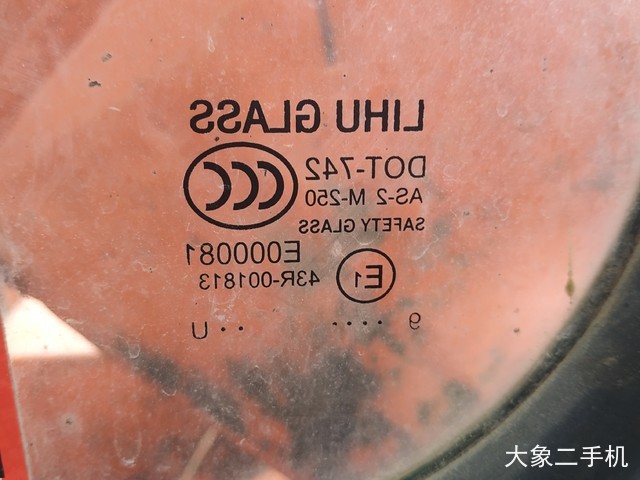 LIHU GLASS
CCC
DOT-742
AS-2 M-250
SAFETY GLASS
E000081
E1
43R-001813
9 ···· ·· U
大象二手机